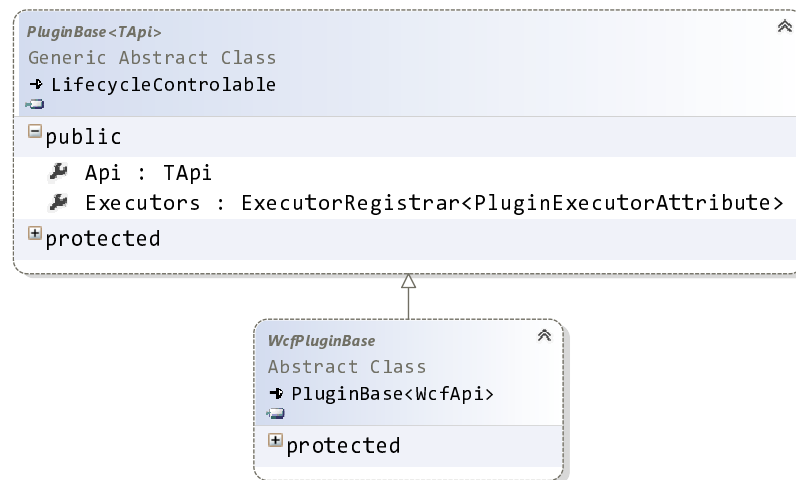 PluginBase<TApi>
Generic Abstract Class
LifecycleControlable
public
Api : TApi
Executors : ExecutorRegistrar<PluginExecutorAttribute>
protected
WcfPluginBase
Abstract Class
PluginBase<WcfApi>
protected